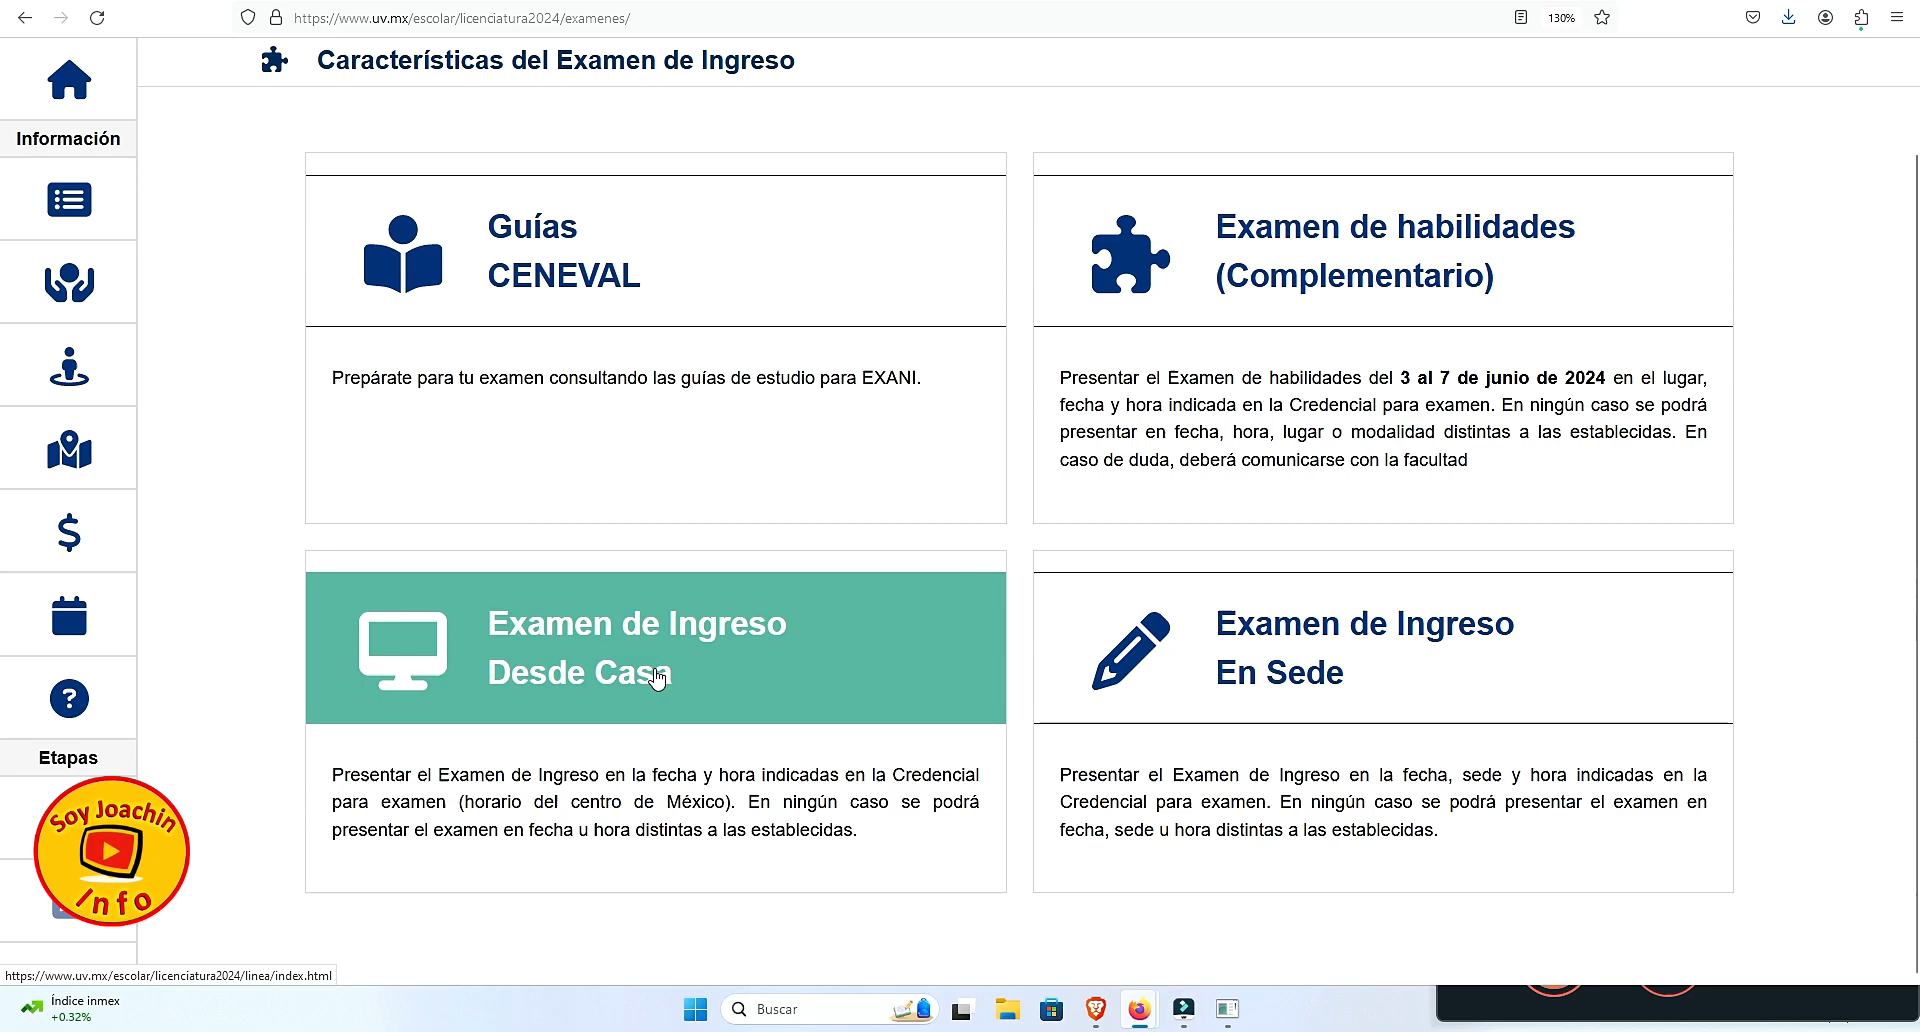 https://www.uv.mx/escolar/licenciatura2024/examenes/
130%
Características del Examen de Ingreso
Información
Guías
CENEVAL
Prepárate para tu examen consultando las guías de estudio para EXANI.
Examen de habilidades
(Complementario)
Presentar el Examen de habilidades del 3 al 7 de junio de 2024 en el lugar,
fecha y hora indicada en la Credencial para examen. En ningún caso se podrá
presentar en fecha, hora, lugar o modalidad distintas a las establecidas. En
caso de duda, deberá comunicarse con la facultad
Examen de Ingreso
Desde Casa
Presentar el Examen de Ingreso en la fecha y hora indicadas en la Credencial
para examen (horario del centro de México). En ningún caso se podrá
presentar el examen en fecha u hora distintas a las establecidas.
Examen de Ingreso
En Sede
Presentar el Examen de Ingreso en la fecha, sede y hora indicadas en la
Credencial para examen. En ningún caso se podrá presentar el examen en
fecha, sede u hora distintas a las establecidas.
Etapas
Soy Joachin
Info
https://www.uv.mx/escolar/licenciatura2024/linea/index.html
Índice inmex
+0.32%
Buscar